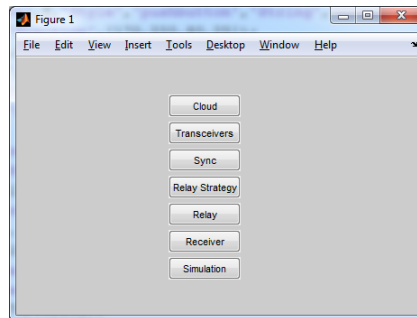 Figure 1
File Edit View Insert Tools Desktop Window Help
Cloud
Transceivers
Sync
Relay Strategy
Relay
Receiver
Simulation